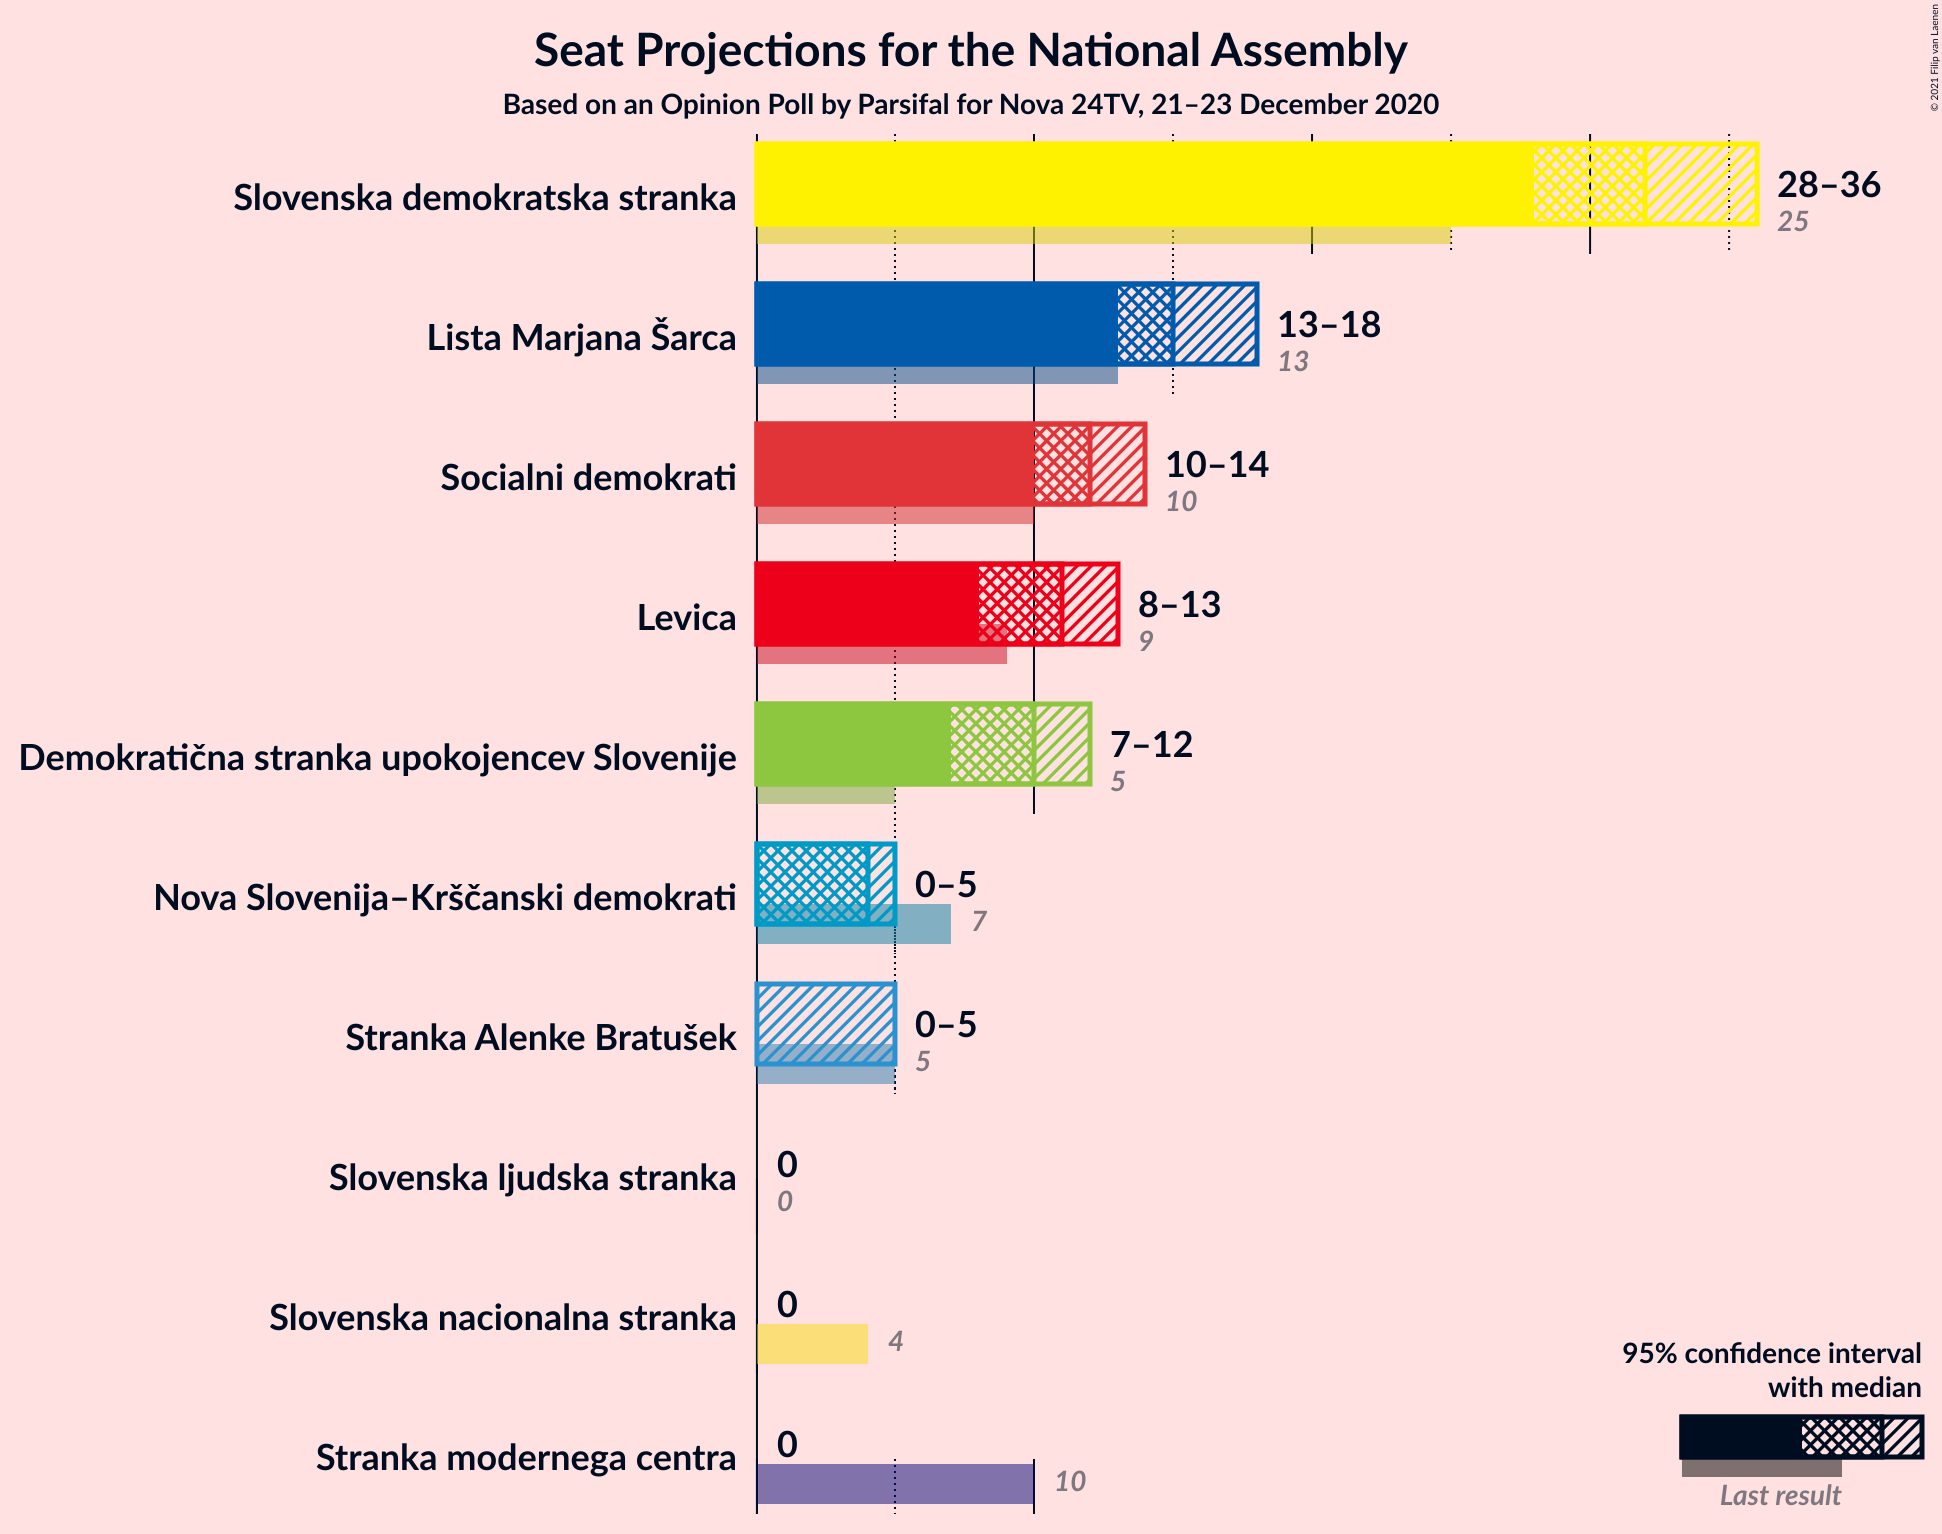 Seat Projections for the National Assembly
Based on an Opinion Poll by Parsifal for Nova 24TV, 21–23 December 2020
© 2021 Filip van Laenen
Slovenska demokratska stranka
28–36
25
Lista Marjana Šarca
13–18
13
Socialni demokrati
10–14
10
Levica
8–13
9
Demokratična stranka upokojencev Slovenije
7–12
5
Nova Slovenija–Krščanski demokrati
0–5
7
Stranka Alenke Bratušek
0–5
5
Slovenska ljudska stranka
0
0
Slovenska nacionalna stranka
0
4
Stranka modernega centra
0
10
95% confidence interval
with median
Last result